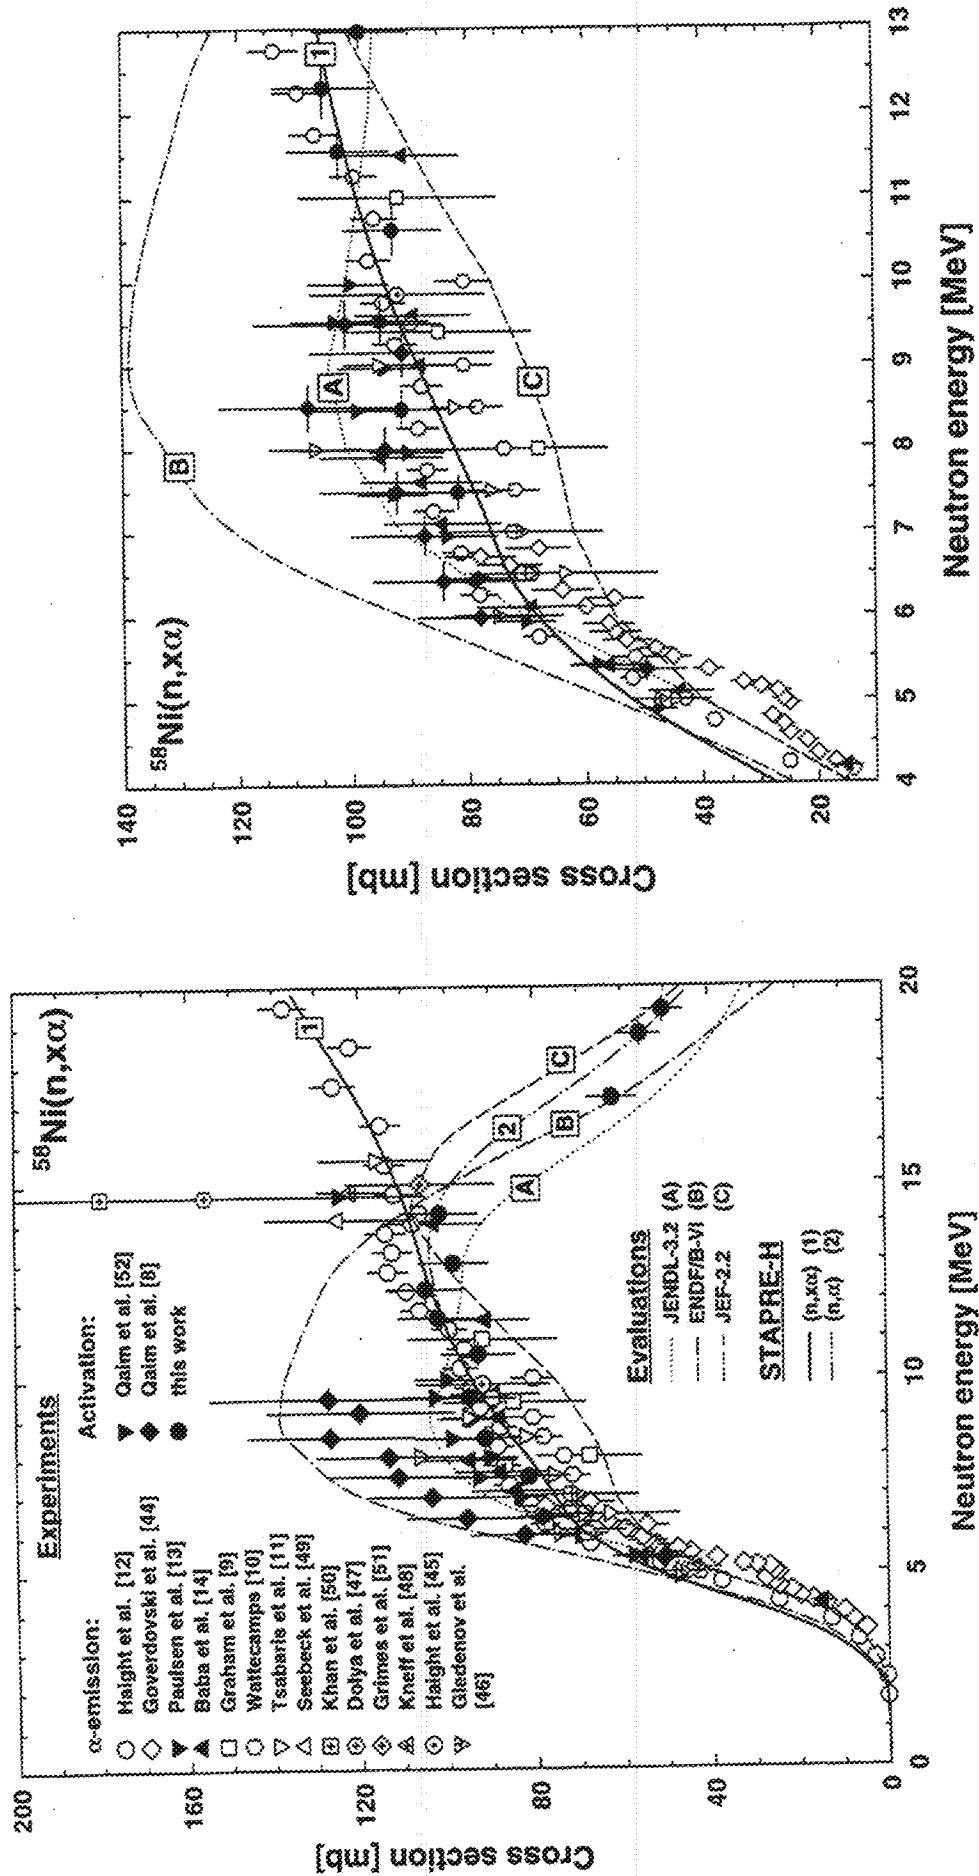 58Ni(n,xα)
Experiments
α-emission:
Haight et al. [12]
Goverdovski et al. [44]
Paulsen et al. [13]
Baba et al. [14]
Graham et al. [9]
Wattecamps [10]
Tsabaris et al. [11]
Seebeck et al. [49]
Khan et al. [50]
Dolya et al. [47]
Grimes et al. [51]
Kneff et al. [48]
Haight et al. [45]
Gledenov et al.
[46]
Activation:
Qaim et al. [52]
Qaim et al. [8]
this work
Evaluations
JENDL-3.2 (A)
ENDF/B-VI (B)
JEF-2.2 (C)
STAPRE-H
(n,xα) (1)
(n,α) (2)
1
C
2
B
A
200
160
120
80
40
0
0
5
10
15
20
Cross section [mb]
Neutron energy [MeV]
58Ni(n,xα)
B
A
C
1
140
120
100
80
60
40
20
4
5
6
7
8
9
10
11
12
13
Cross section [mb]
Neutron energy [MeV]